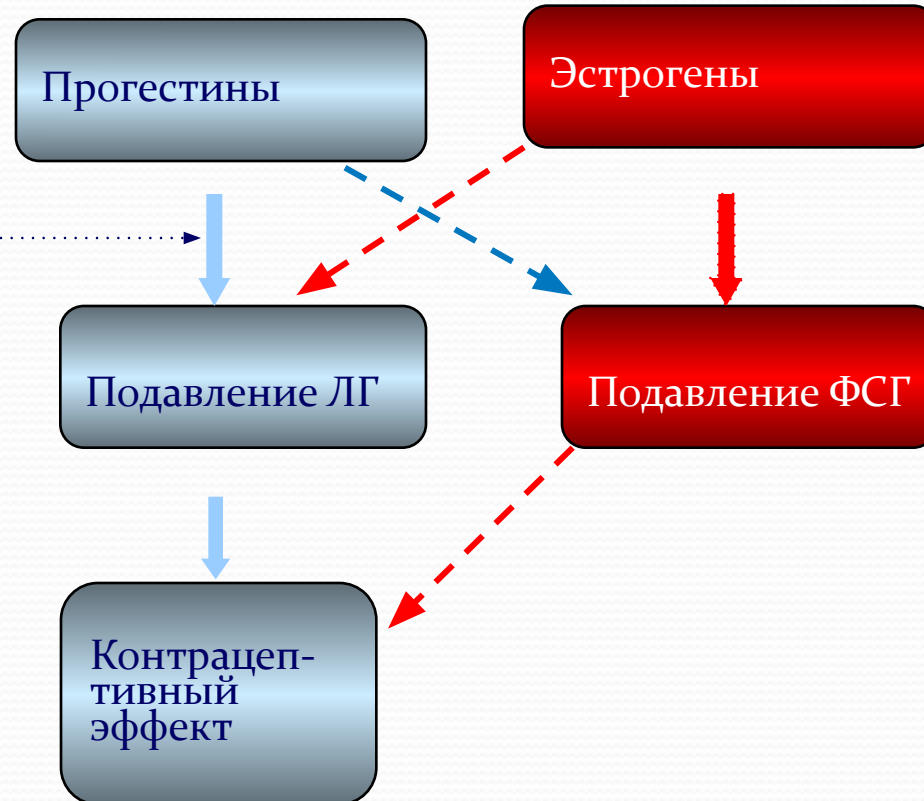 Прогестины
Эстрогены
Подавление ЛГ
Подавление ФСГ
Контрацеп-
тивный
эффект